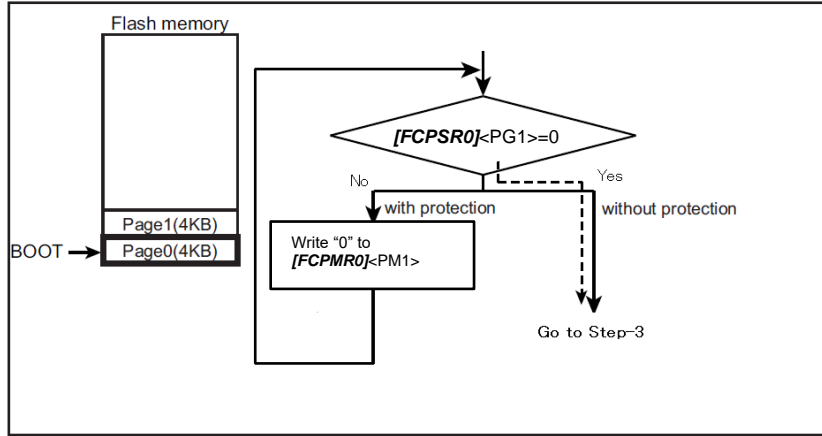 Flash memory
Page1(4KB)
BOOT
Page0(4KB)
[FCPSR0]<PG1>=0
No
Yes
with protection
without protection
Write “0” to
[FCPMR0]<PM1>
Go to Step-3